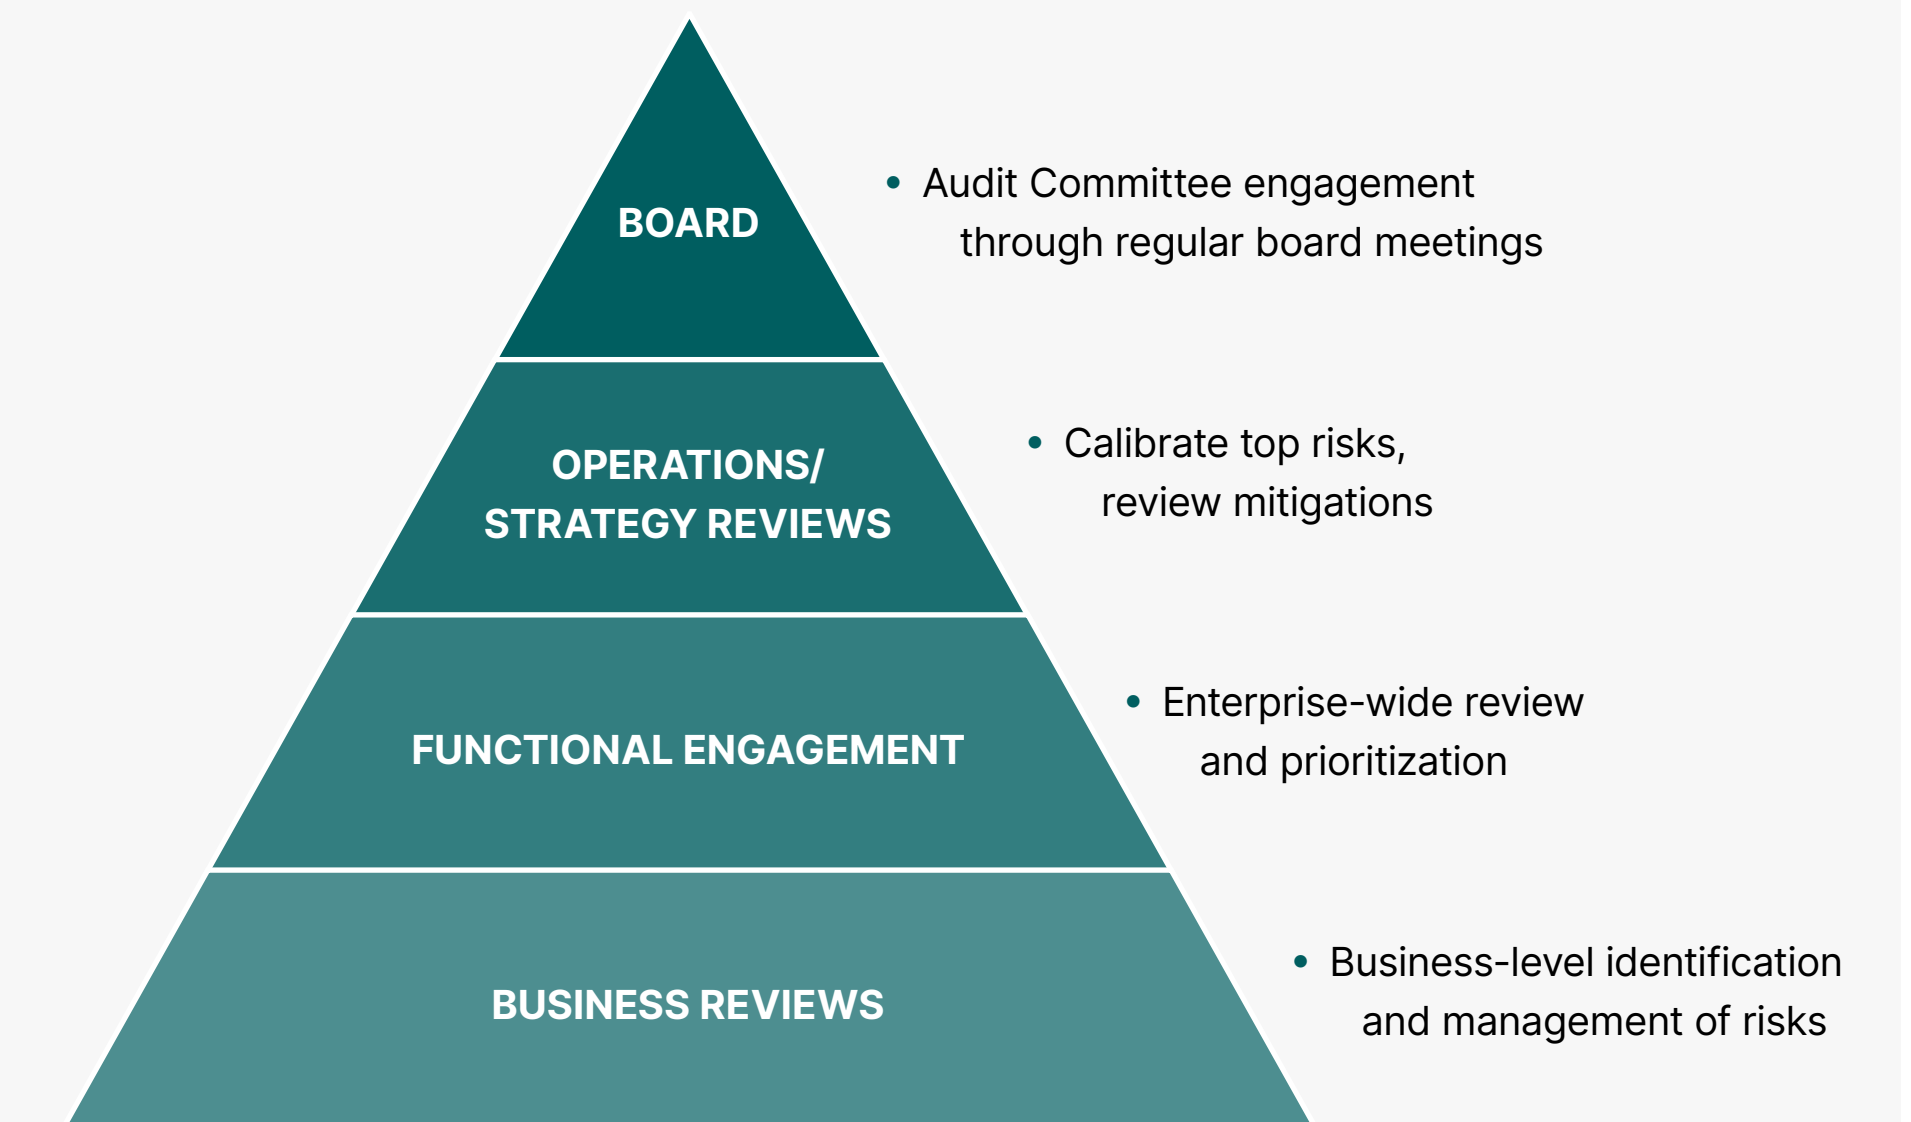 BOARD
• Audit Committee engagement
through regular board meetings
OPERATIONS/
STRATEGY REVIEWS
• Calibrate top risks,
review mitigations
FUNCTIONAL ENGAGEMENT
• Enterprise-wide review
and prioritization
BUSINESS REVIEWS
• Business-level identification
and management of risks